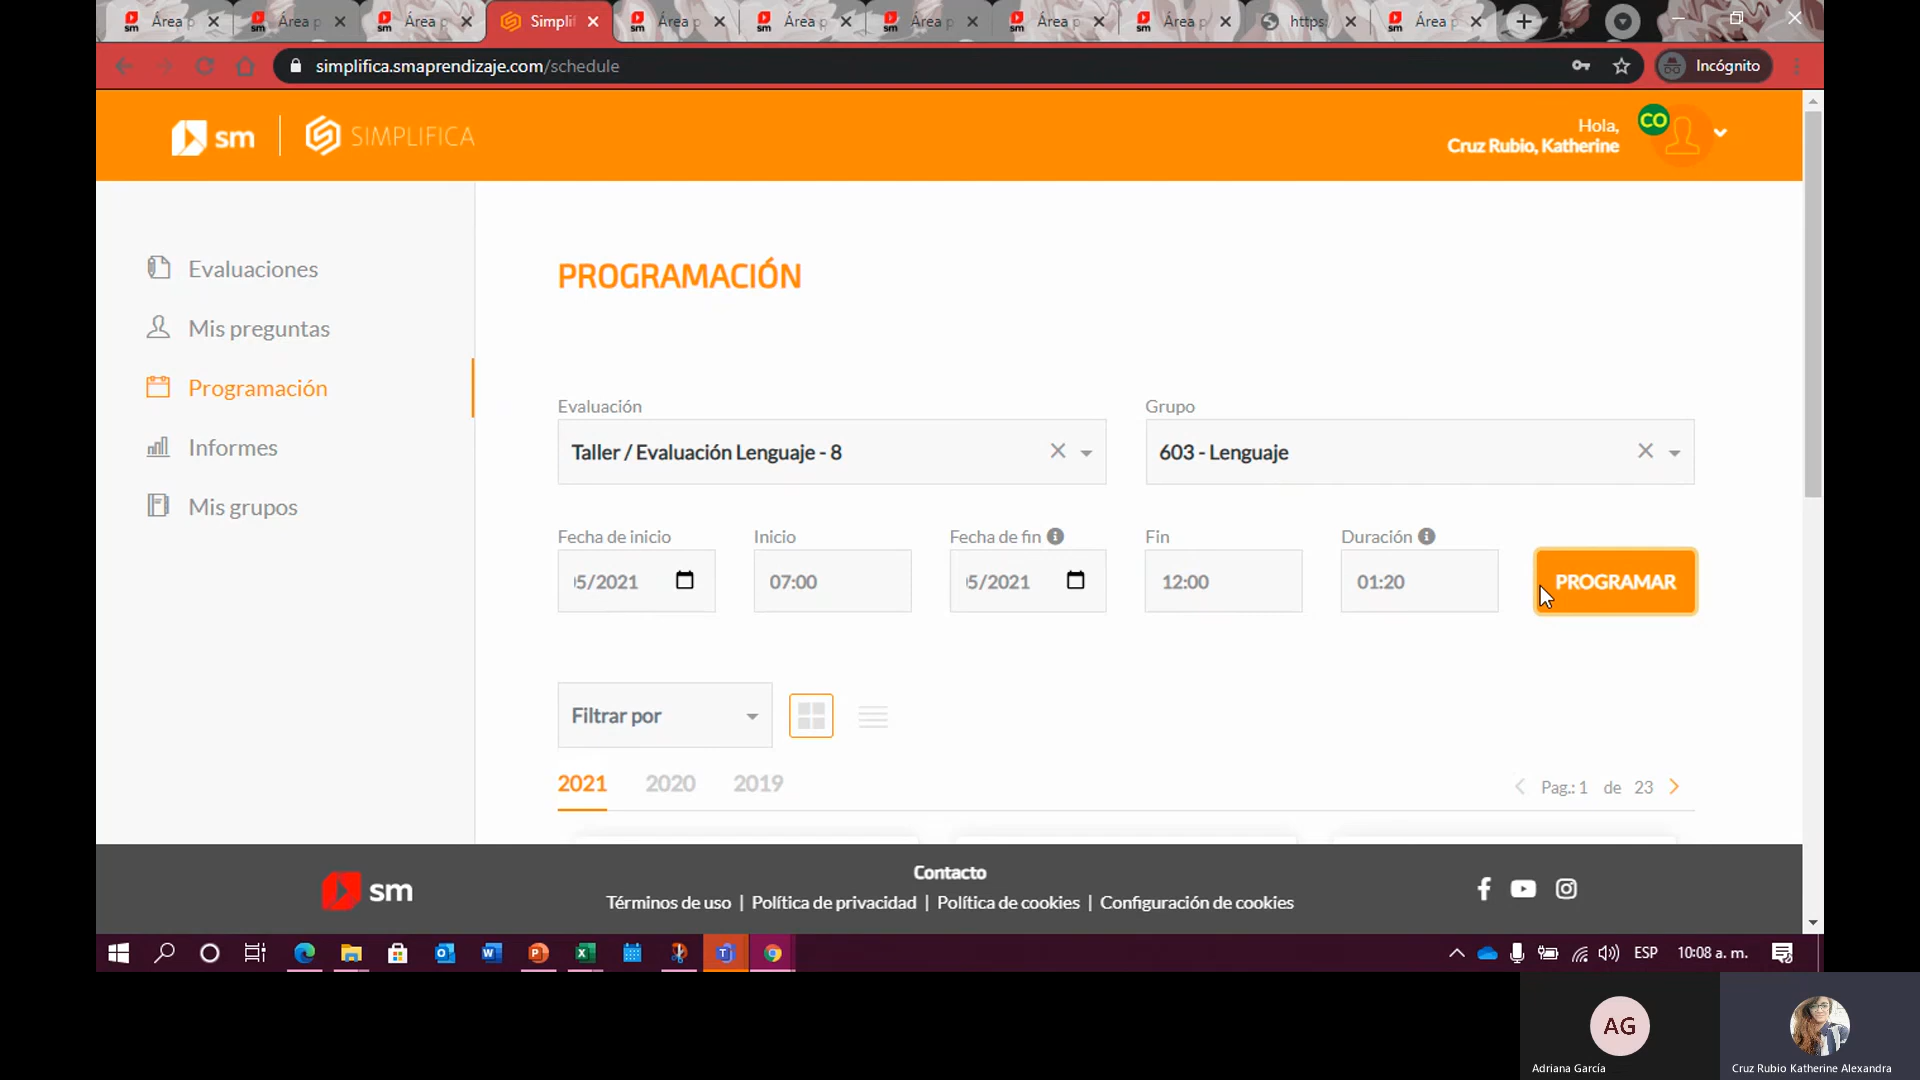 Área p
Área p
Área p
Simplifi
Área p
Área p
Área p
Área p
Área p
https:
Área p
simplifica.smaprendizaje.com/schedule
Incógnito
sm
SIMPLIFICA
Hola,
Cruz Rubio, Katherine
CO
Evaluaciones
Mis preguntas
Programación
Informes
Mis grupos
PROGRAMACIÓN
Evaluación
Grupo
Taller / Evaluación Lenguaje - 8
603 - Lenguaje
Fecha de inicio
Inicio
Fecha de fin
Fin
Duración
5/2021
07:00
5/2021
12:00
01:20
PROGRAMAR
Filtrar por
2021 2020 2019
Pag.: 1 de 23
sm
Contacto
Términos de uso | Política de privacidad | Política de cookies | Configuración de cookies
ESP
10:08 a. m.
AG
Adriana García
Cruz Rubio Katherine Alexandra